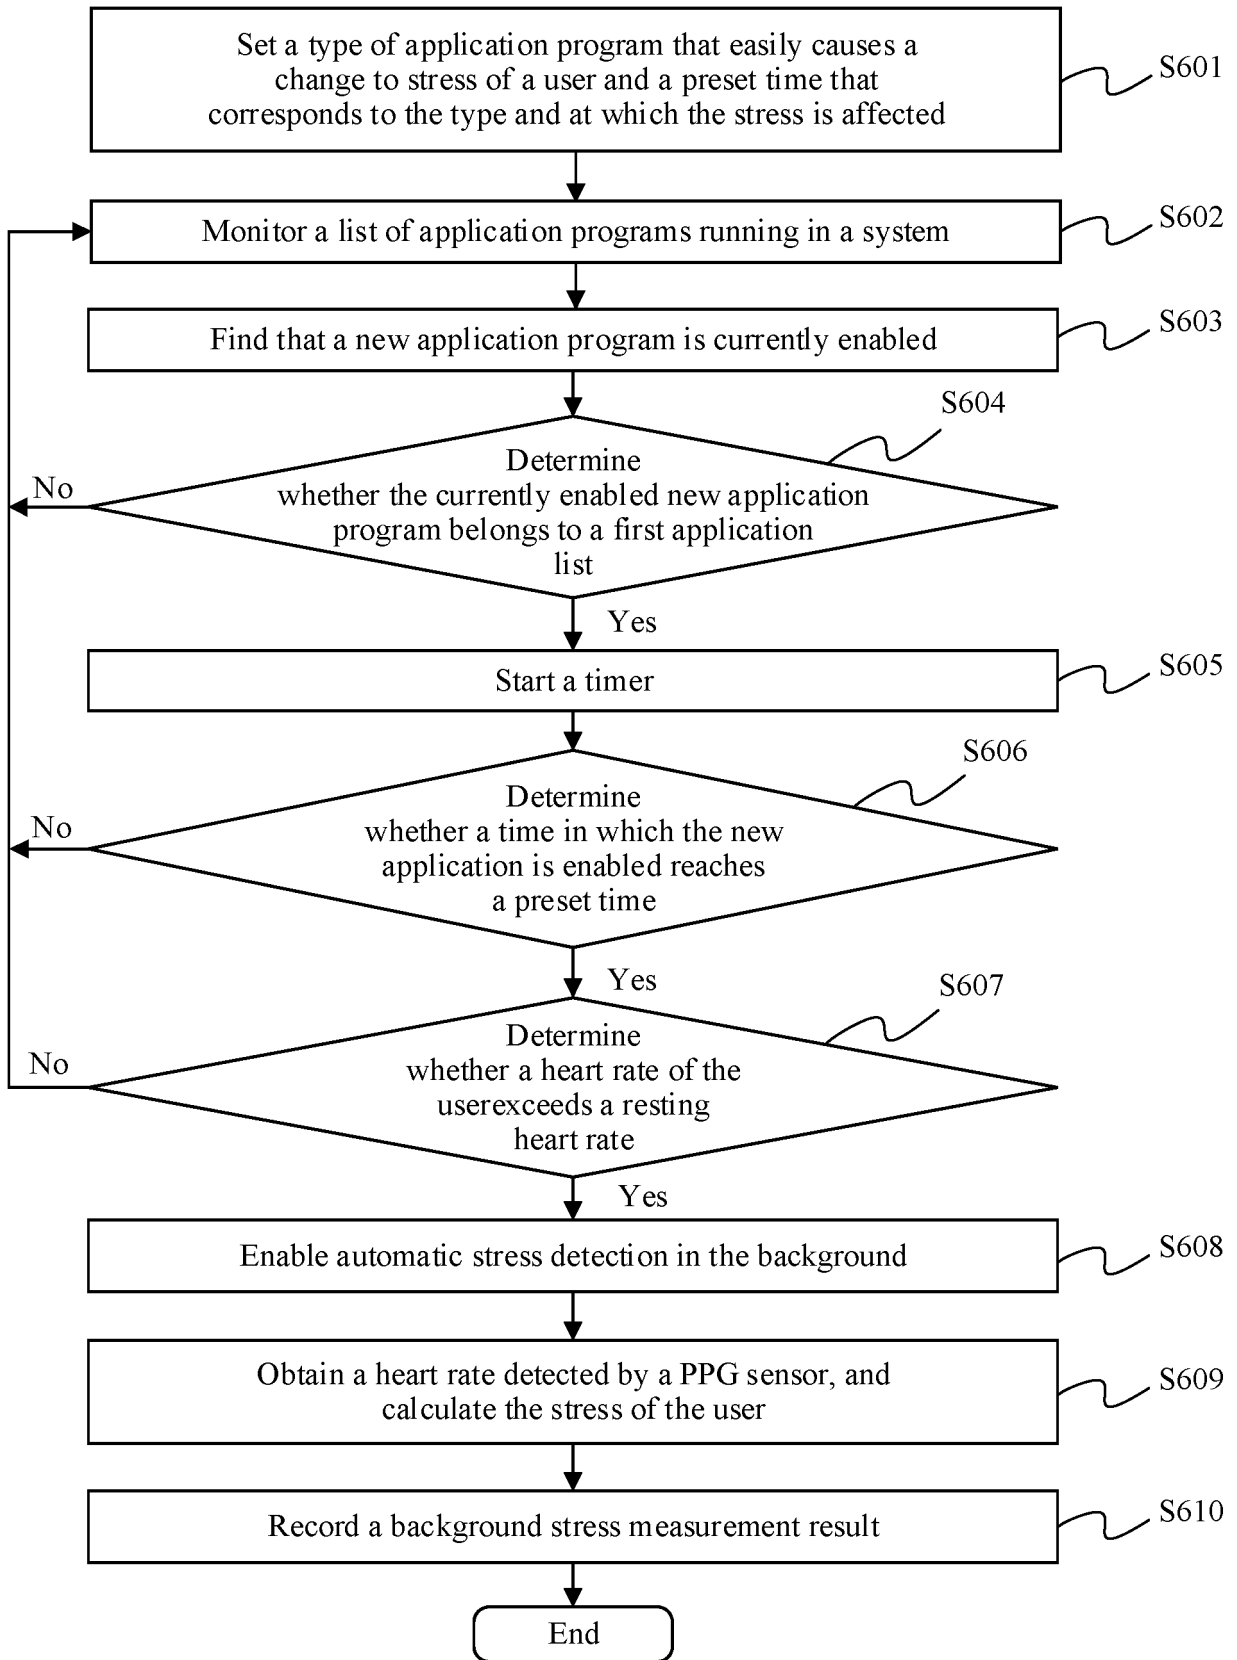 Set a type of application program that easily causes a
change to stress of a user and a preset time that
corresponds to the type and at which the stress is affected
S601
Monitor a list of application programs running in a system
S602
Find that a new application program is currently enabled
S603
S604
Determine
whether the currently enabled new application
program belongs to a first application
list
No
Yes
Start a timer
S605
S606
Determine
whether a time in which the new
application is enabled reaches
a preset time
No
Yes
S607
Determine
whether a heart rate of the
userexceeds a resting
heart rate
No
Yes
Enable automatic stress detection in the background
S608
Obtain a heart rate detected by a PPG sensor, and
calculate the stress of the user
S609
Record a background stress measurement result
S610
End